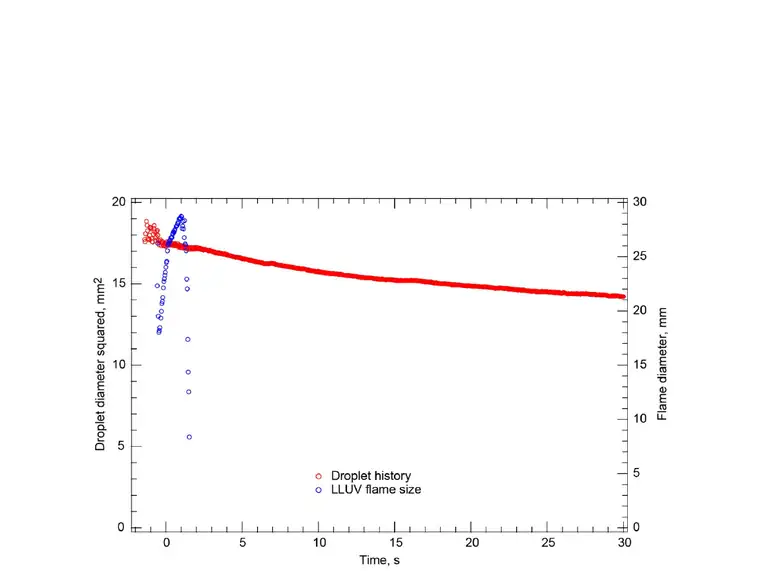 20
15
10
5
0
Droplet diameter squared, mm2
30
25
20
15
10
5
0
Flame diameter, mm
Droplet history
LLUV flame size
0 5 10 15 20 25 30
Time, s